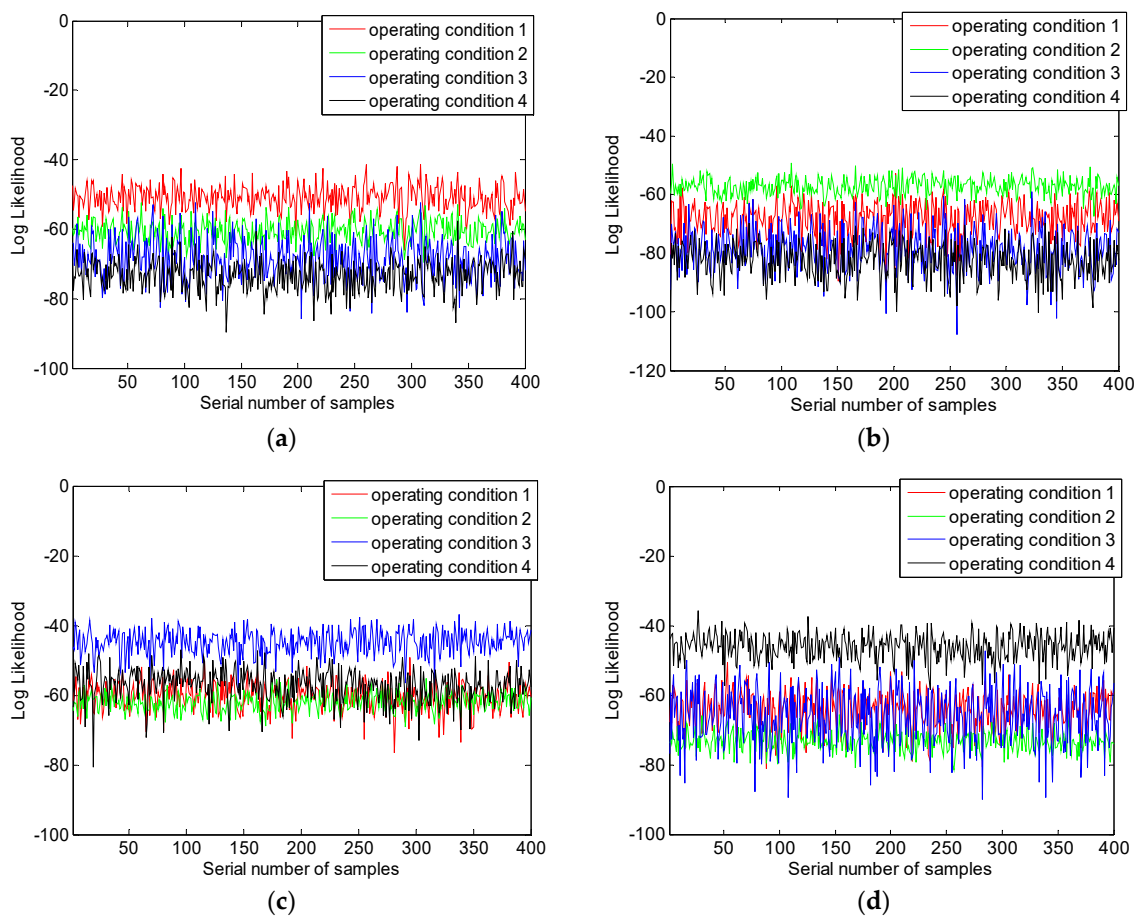 0
-20
-40
-60
-80
-100
Log Likelihood
operating condition 1
operating condition 2
operating condition 3
operating condition 4
50 100 150 200 250 300 350 400
Serial number of samples
(a)
0
-20
-40
-60
-80
-100
-120
Log Likelihood
operating condition 1
operating condition 2
operating condition 3
operating condition 4
50 100 150 200 250 300 350 400
Serial number of samples
(b)
0
-20
-40
-60
-80
-100
Log Likelihood
operating condition 1
operating condition 2
operating condition 3
operating condition 4
50 100 150 200 250 300 350 400
Serial number of samples
(c)
0
-20
-40
-60
-80
-100
Log Likelihood
operating condition 1
operating condition 2
operating condition 3
operating condition 4
50 100 150 200 250 300 350 400
Serial number of samples
(d)